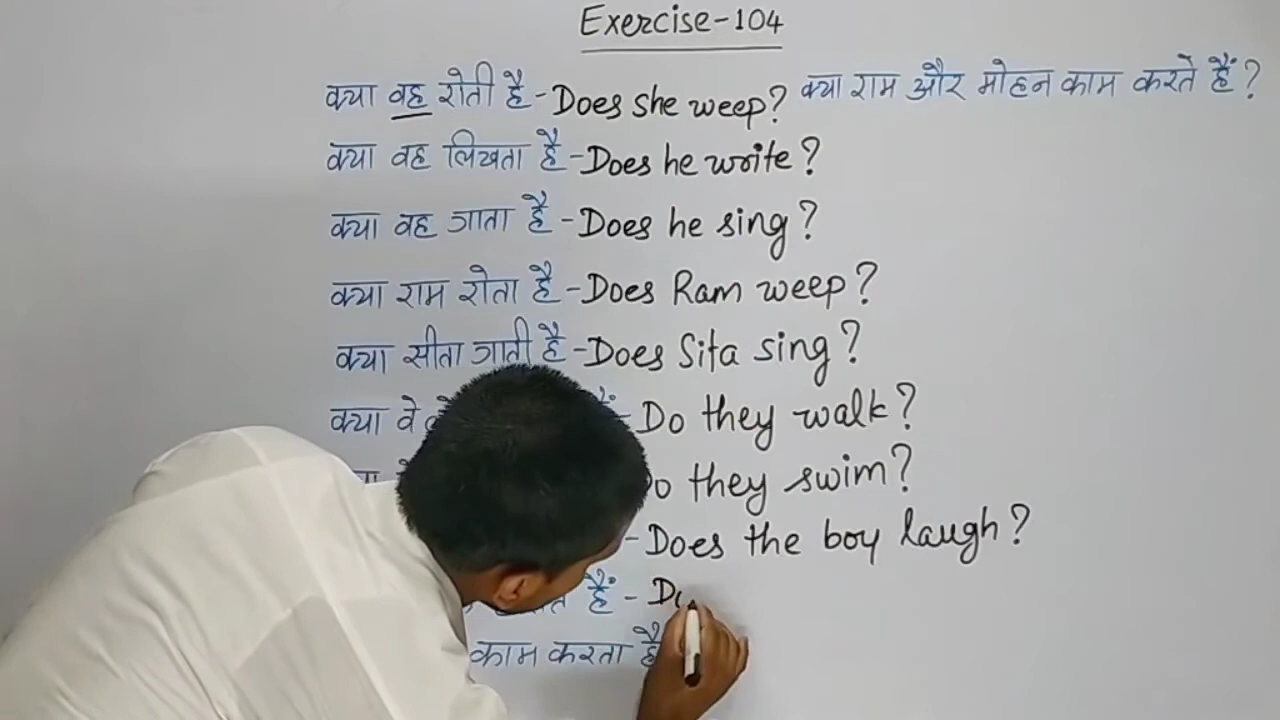 Exercise-104
क्या वह रोती है - Does she weep? क्या राम और मोहन काम करते हैं?
क्या वह लिखता है - Does he write?
क्या वह गाता है - Does he sing?
क्या राम रोता है - Does Ram weep?
क्या सीता गाती है - Does Sita sing?
क्या वे - Do they walk?
they swim?
- Does the boy laugh?
हैं -
काम करता है